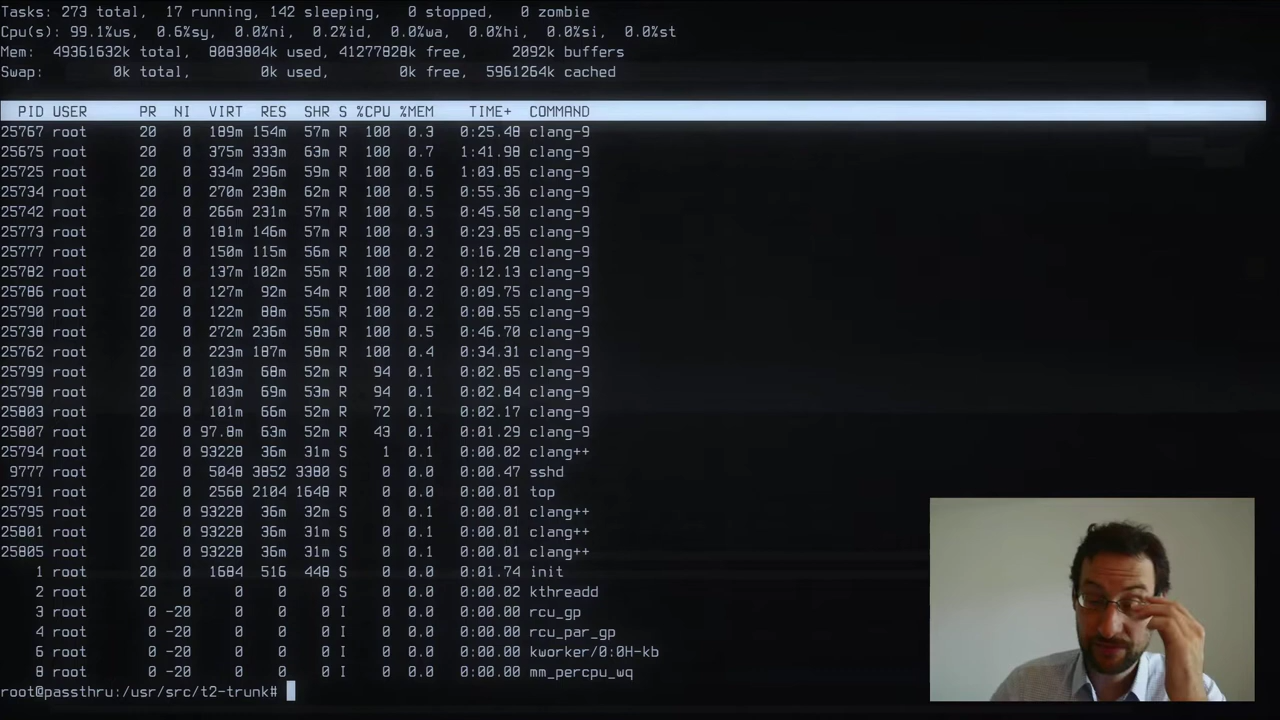 Tasks: 273 total,  17 running, 142 sleeping,   0 stopped,   0 zombie
Cpu(s): 99.1%us,  0.6%sy,  0.0%ni,  0.2%id,  0.0%wa,  0.0%hi,  0.0%si,  0.0%st
Mem:  49361632k total,  8083804k used, 41277828k free,     2092k buffers
Swap:        0k total,        0k used,        0k free,  5961264k cached
PID USER      PR  NI  VIRT  RES  SHR S %CPU %MEM    TIME+  COMMAND
25767 root      20   0  189m 154m  57m R  100  0.3   0:25.48 clang-9
25675 root      20   0  375m 333m  63m R  100  0.7   1:41.98 clang-9
25725 root      20   0  334m 296m  59m R  100  0.6   1:03.85 clang-9
25734 root      20   0  270m 238m  62m R  100  0.5   0:55.36 clang-9
25742 root      20   0  266m 231m  57m R  100  0.5   0:45.50 clang-9
25773 root      20   0  181m 146m  57m R  100  0.3   0:23.85 clang-9
25777 root      20   0  150m 115m  56m R  100  0.2   0:16.28 clang-9
25782 root      20   0  137m 102m  55m R  100  0.2   0:12.13 clang-9
25786 root      20   0  127m  92m  54m R  100  0.2   0:09.75 clang-9
25790 root      20   0  122m  88m  55m R  100  0.2   0:08.55 clang-9
25738 root      20   0  272m 236m  58m R  100  0.5   0:46.70 clang-9
25762 root      20   0  223m 187m  58m R  100  0.4   0:34.31 clang-9
25799 root      20   0  103m  68m  52m R   94  0.1   0:02.85 clang-9
25798 root      20   0  103m  69m  53m R   94  0.1   0:02.84 clang-9
25803 root      20   0  101m  66m  52m R   72  0.1   0:02.17 clang-9
25807 root      20   0 97.8m  63m  52m R   43  0.1   0:01.29 clang-9
25794 root      20   0 93228  36m  31m S    1  0.1   0:00.02 clang++
9777 root      20   0  5048 3852 3380 S    0  0.0   0:00.47 sshd
25791 root      20   0  2568 2104 1648 R    0  0.0   0:00.01 top
25795 root      20   0 93228  36m  32m S    0  0.1   0:00.01 clang++
25801 root      20   0 93228  36m  31m S    0  0.1   0:00.01 clang++
25805 root      20   0 93228  36m  31m S    0  0.1   0:00.01 clang++
1 root      20   0  1684  516  448 S    0  0.0   0:01.74 init
2 root      20   0     0    0    0 S    0  0.0   0:00.02 kthreadd
3 root       0 -20     0    0    0 I    0  0.0   0:00.00 rcu_gp
4 root       0 -20     0    0    0 I    0  0.0   0:00.00 rcu_par_gp
6 root       0 -20     0    0    0 I    0  0.0   0:00.00 kworker/0:0H-kb
8 root       0 -20     0    0    0 I    0  0.0   0:00.00 mm_percpu_wq
root@passthru:/usr/src/t2-trunk#